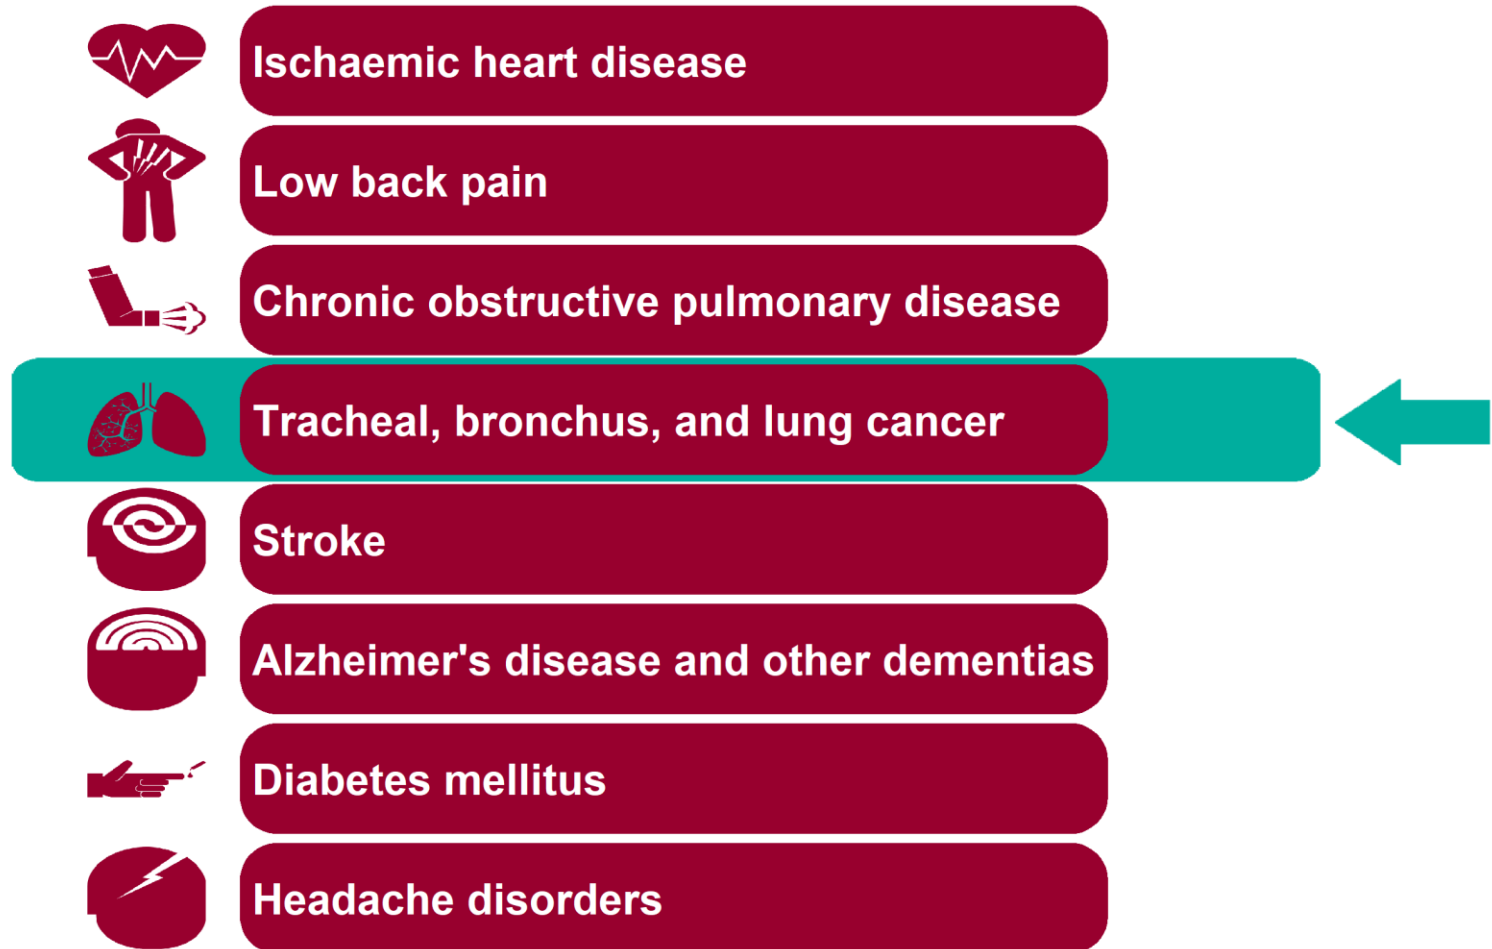 Ischaemic heart disease
Low back pain
Chronic obstructive pulmonary disease
Tracheal, bronchus, and lung cancer
Stroke
Alzheimer's disease and other dementias
Diabetes mellitus
Headache disorders